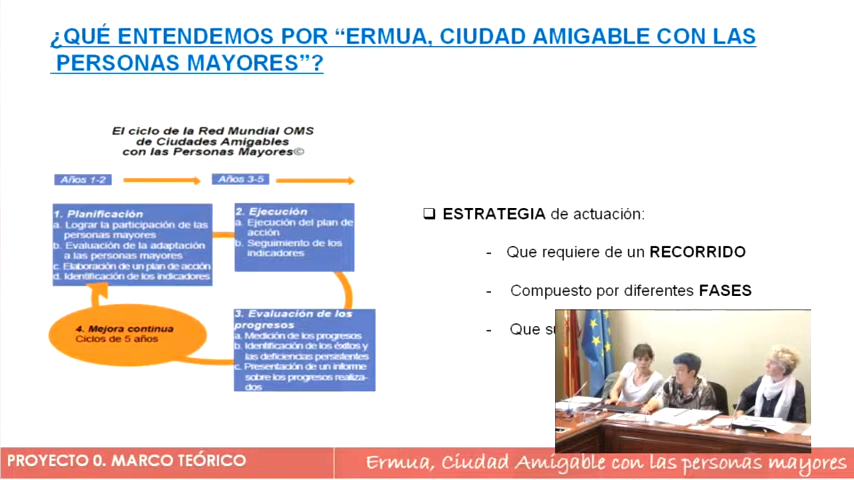 ¿QUÉ ENTENDEMOS POR “ERMUA, CIUDAD AMIGABLE CON LAS
PERSONAS MAYORES”?
El ciclo de la Red Mundial OMS
de Ciudades Amigables
con las Personas Mayores©
Años 1-2
Años 3-5
1. Planificación
a. Lograr la participación de las
personas mayores
b. Evaluación de la adaptación
a las personas mayores
c. Elaboración de un plan de acción
d. Identificación de los indicadores
2. Ejecución
a. Ejecución del plan de
acción
b. Seguimiento de los
indicadores
3. Evaluación de los
progresos
a. Medición de los progresos
b. Identificación de los éxitos y
las deficiencias persistentes
c. Presentación de un informe
sobre los progresos realiza-
dos
4. Mejora continua
Ciclos de 5 años
❑ ESTRATEGIA de actuación:
- Que requiere de un RECORRIDO
- Compuesto por diferentes FASES
- Que
PROYECTO 0. MARCO TEÓRICO
Ermua, Ciudad Amigable con las personas mayores